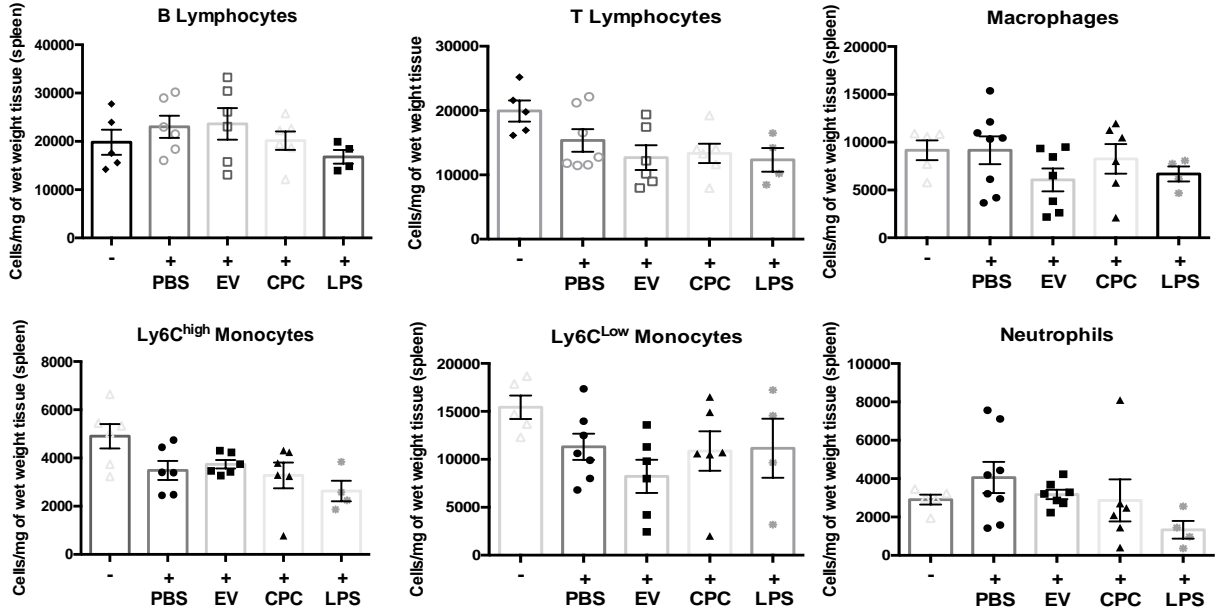 B Lymphocytes
Cells/mg of wet weight tissue (spleen)
40000
30000
20000
10000
0
- + + + +
PBS EV CPC LPS
T Lymphocytes
Cells/mg of wet weight tissue
30000
20000
10000
0
- + + + +
PBS EV CPC LPS
Macrophages
Cells/mg of wet weight tissue (spleen)
20000
15000
10000
5000
0
- + + + +
PBS EV CPC LPS
Ly6Chigh Monocytes
Cells/mg of wet weight tissue (spleen)
8000
6000
4000
2000
0
- + + + +
PBS EV CPC LPS
Ly6CLow Monocytes
Cells/mg wet mg of weight tissue (spleen)
20000
15000
10000
5000
0
- + + + +
PBS EV CPC LPS
Neutrophils
Cells/mg of wet weight tissue (spleen)
10000
8000
6000
4000
2000
0
- + + + +
PBS EV CPC LPS